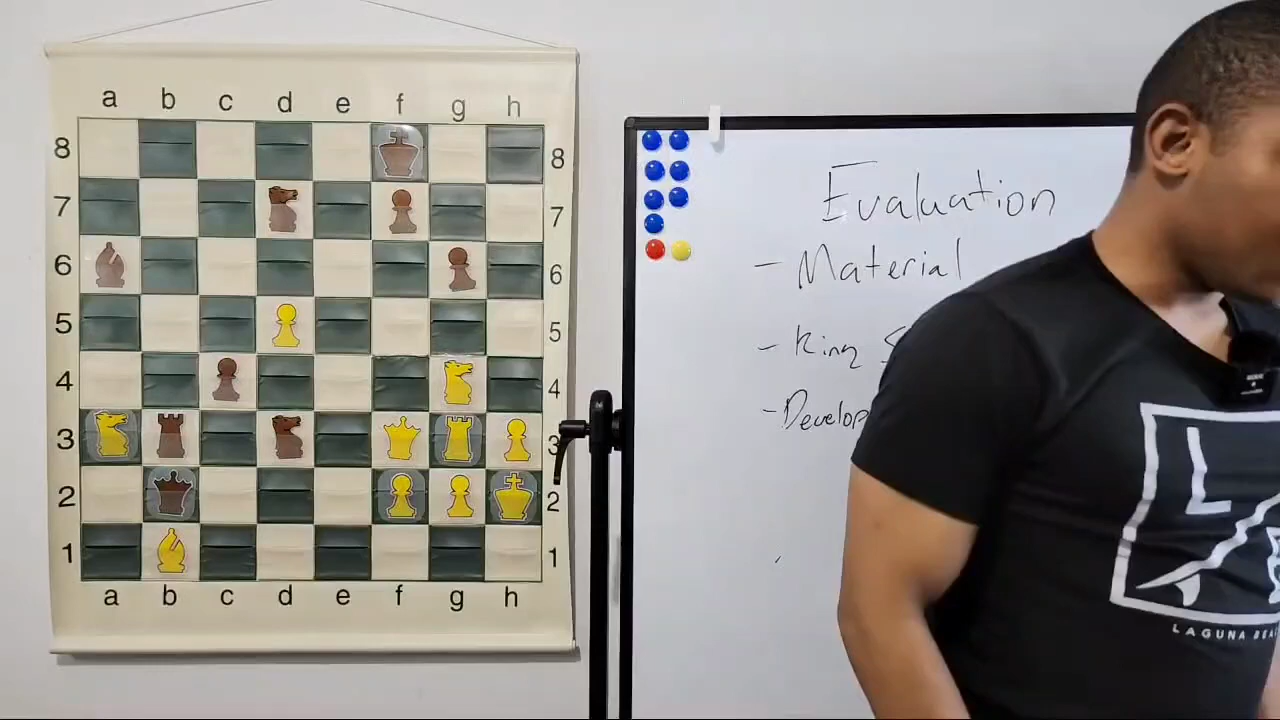 a b c d e f g h
8 8
7 7
6 6
5 5
4 4
3 3
2 2
1 1
a b c d e f g h
Evaluation
- Material
- King
- Develop
L
LAGUNA BEA